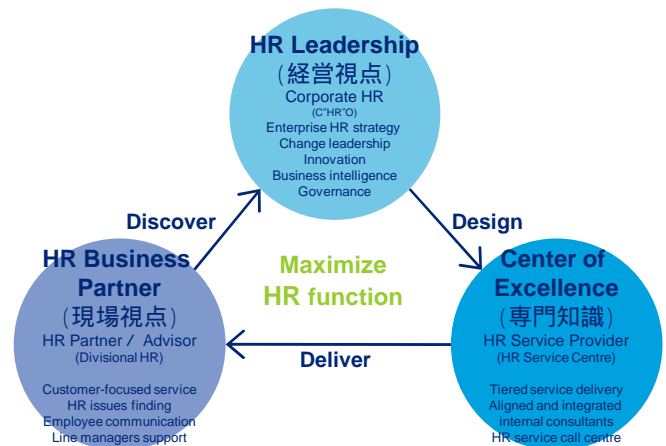 HR Leadership
(経営視点)
Corporate HR
(C"HR"O)
Enterprise HR strategy
Change leadership
Innovation
Business intelligence
Governance
Discover
Design
Maximize
HR function
HR Business
Partner
(現場視点)
HR Partner / Advisor
(Divisional HR)
Customer-focused service
HR issues finding
Employee communication
Line managers support
Center of
Excellence
(専門知識)
HR Service Provider
(HR Service Centre)
Tiered service delivery
Aligned and integrated
internal consultants
HR service call centre
Deliver